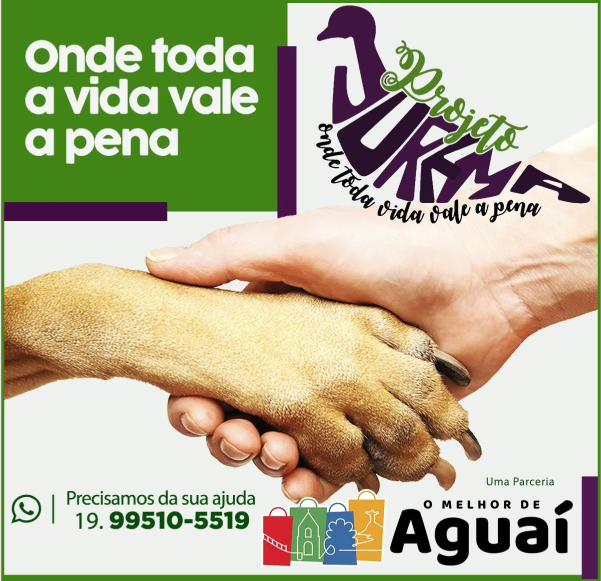 Onde toda
a vida vale
a pena
Projeto
JUREMA
onde toda vida vale a pena
Precisamos da sua ajuda
19. 99510-5519
Uma Parceria
O MELHOR DE
Aguaí